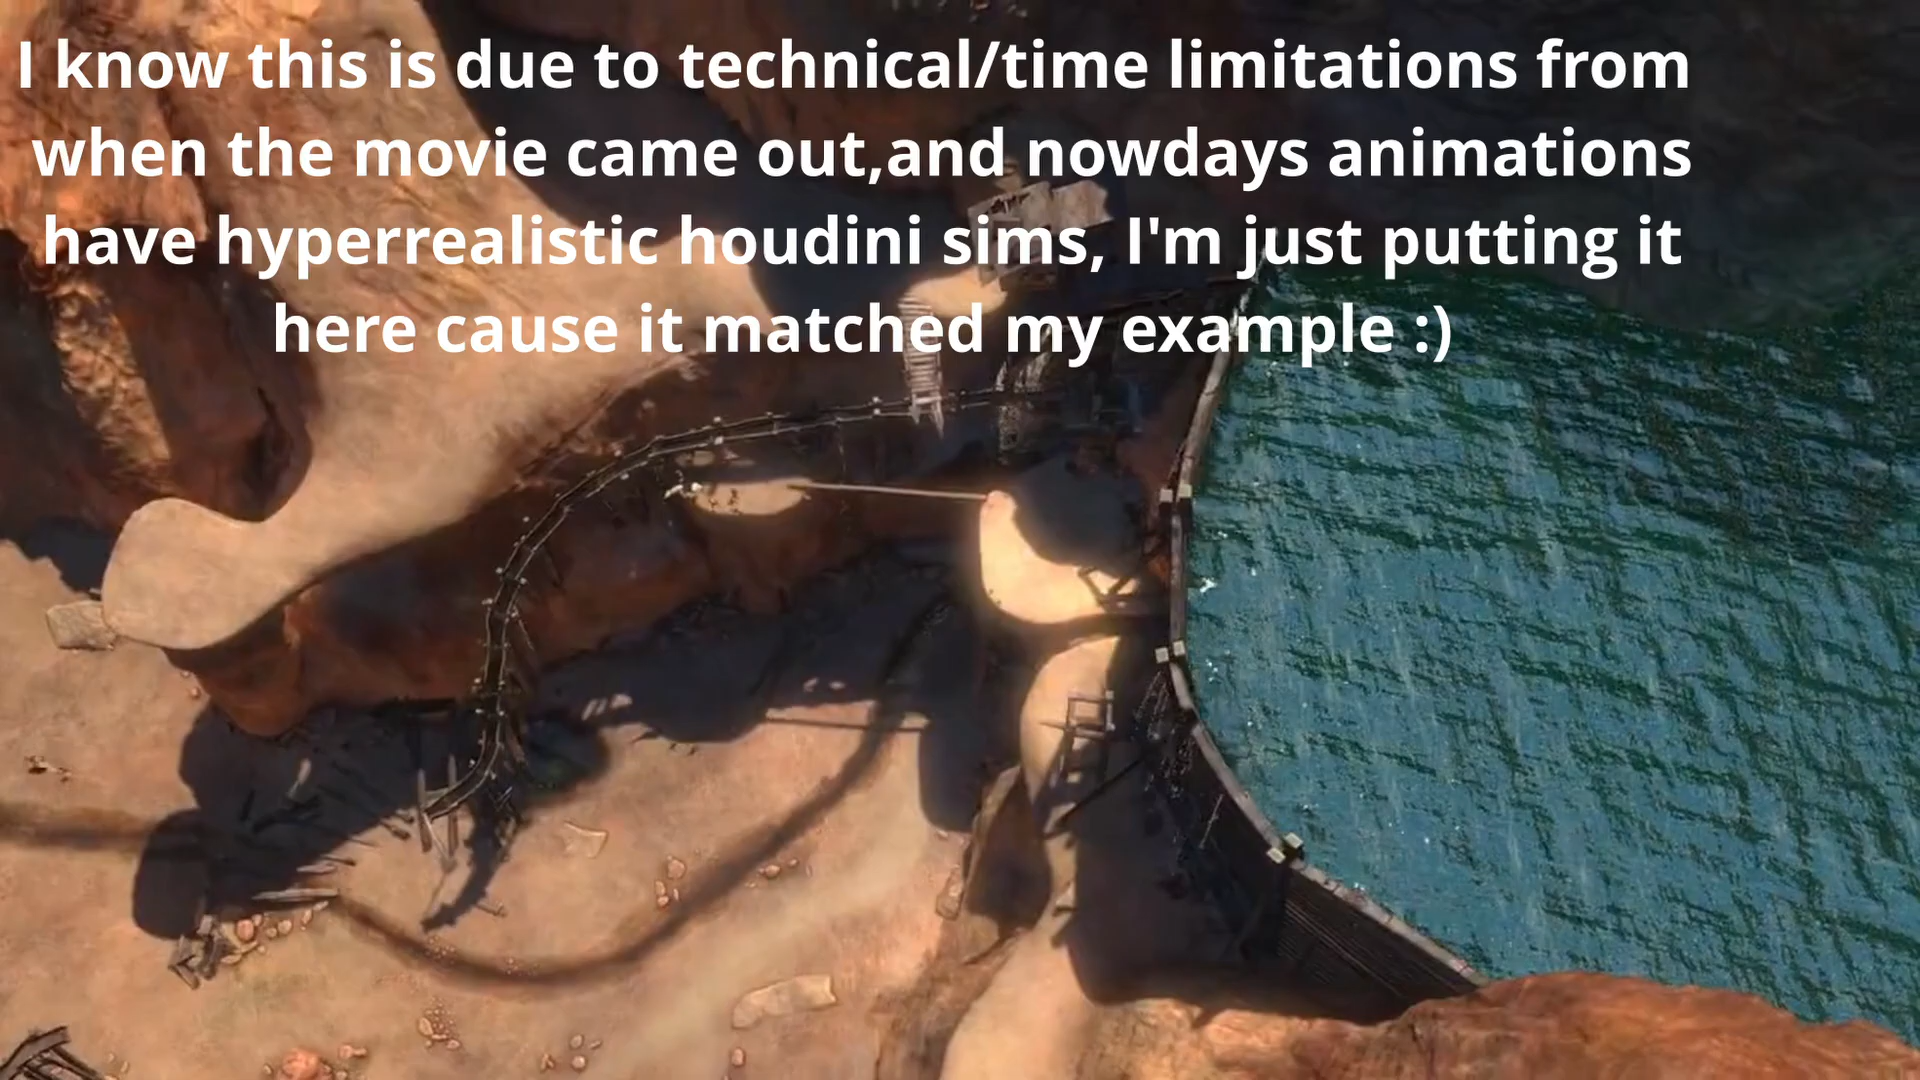 I know this is due to technical/time limitations from
when the movie came out,and nowdays animations
have hyperrealistic houdini sims, I'm just putting it
here cause it matched my example :)